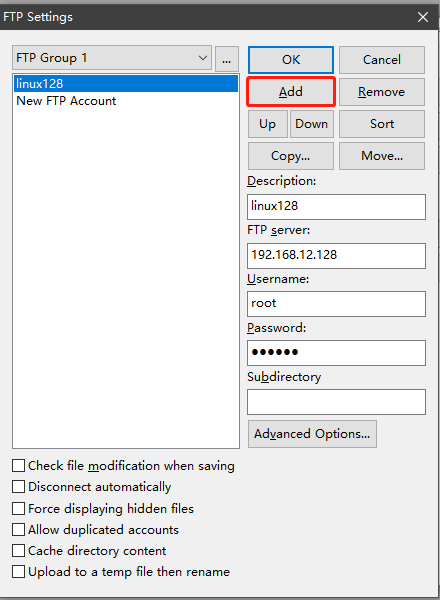 FTP Settings
FTP Group 1
...
OK
Cancel
linux128
New FTP Account
Add
Remove
Up
Down
Sort
Copy...
Move...
Description:
linux128
FTP server:
192.168.12.128
Username:
root
Password:
●●●●●●
Subdirectory
Advanced Options...
Check file modification when saving
Disconnect automatically
Force displaying hidden files
Allow duplicated accounts
Cache directory content
Upload to a temp file then rename